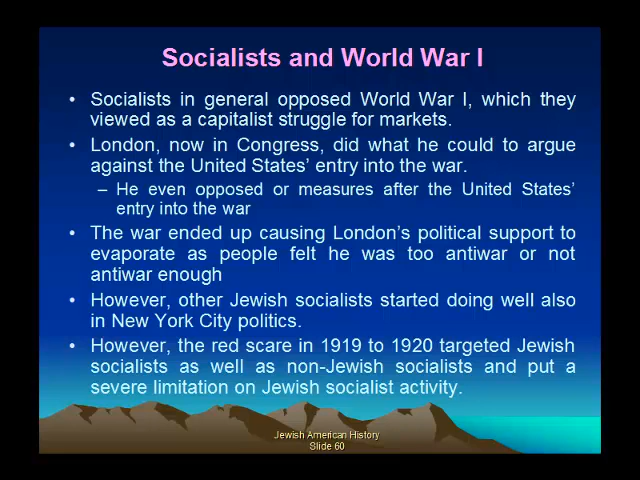 Socialists and World War I
• Socialists in general opposed World War I, which they
viewed as a capitalist struggle for markets.
• London, now in Congress, did what he could to argue
against the United States' entry into the war.
– He even opposed or measures after the United States'
entry into the war
• The war ended up causing London's political support to
evaporate as people felt he was too antiwar or not
antiwar enough
• However, other Jewish socialists started doing well also
in New York City politics.
• However, the red scare in 1919 to 1920 targeted Jewish
socialists as well as non-Jewish socialists and put a
severe limitation on Jewish socialist activity.
Jewish American History
Slide 60